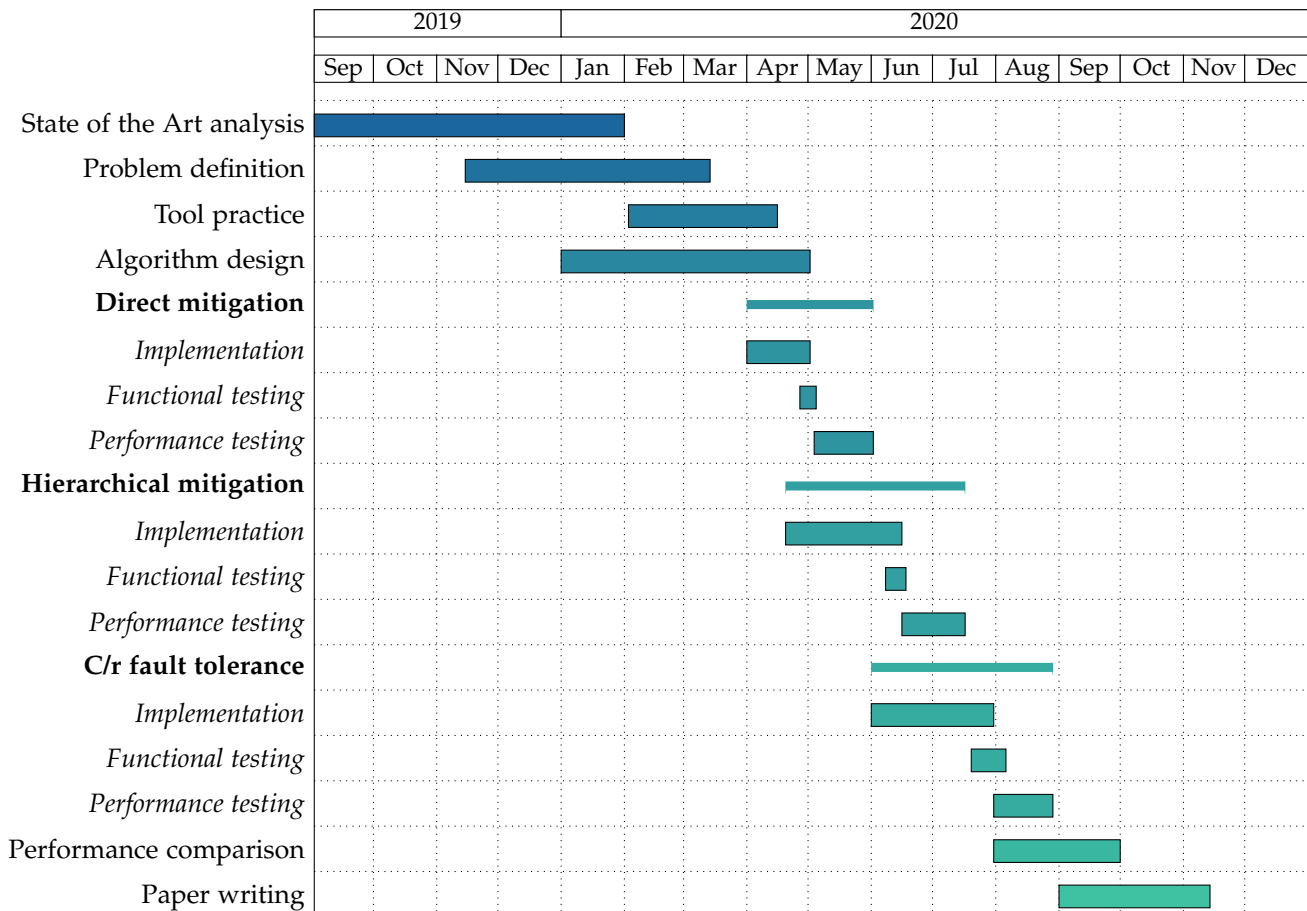 2019 2020
Sep Oct Nov Dec Jan Feb Mar Apr May Jun Jul Aug Sep Oct Nov Dec
State of the Art analysis
Problem definition
Tool practice
Algorithm design
Direct mitigation
Implementation
Functional testing
Performance testing
Hierarchical mitigation
Implementation
Functional testing
Performance testing
C/r fault tolerance
Implementation
Functional testing
Performance testing
Performance comparison
Paper writing